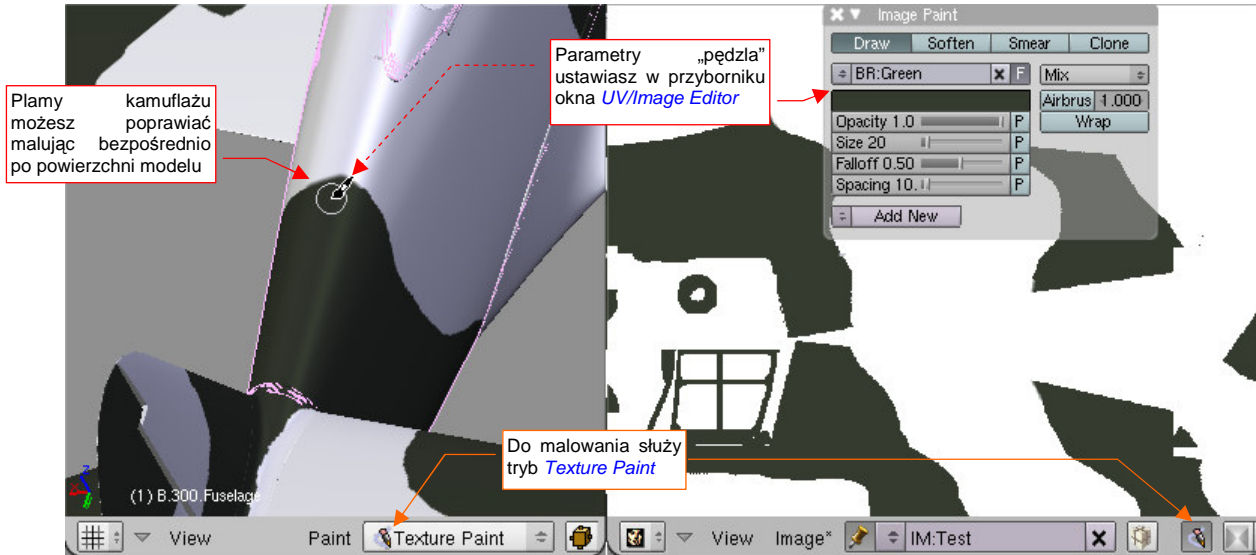 Plamy kamuflażu
możesz poprawiać
malując bezpośrednio
po powierzchni modelu
Parametry „pędzla”
ustawiasz w przyborniku
okna UV/Image Editor
Image Paint
Draw Soften Smear Clone
BR:Green F Mix
Airbrus 1.000
Wrap
Opacity 1.0 P
Size 20 P
Falloff 0.50 P
Spacing 10. P
Add New
Do malowania służy
tryb Texture Paint
(1) B.300.Fuselage
View Paint Texture Paint
View Image* IM:Test